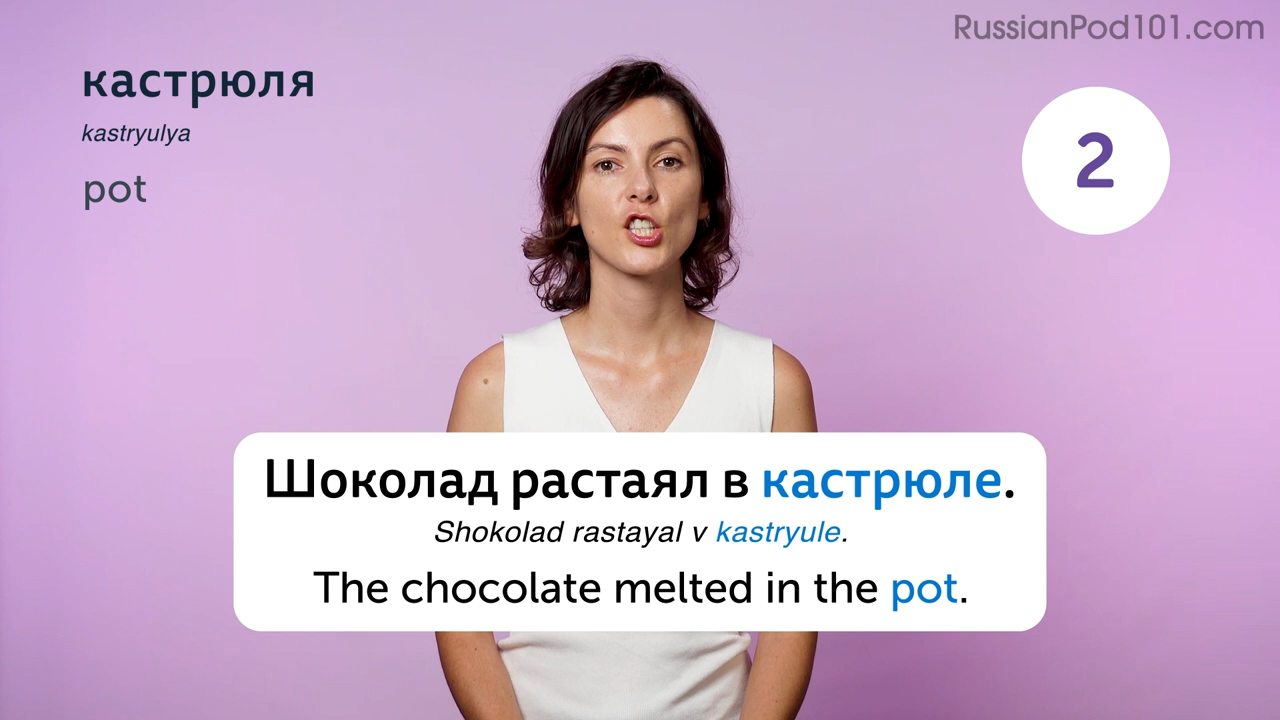 RussianPod101.com
кастрюля
kastryulya
pot
2
Шоколад растаял в кастрюле.
Shokolad rastayal v kastryule.
The chocolate melted in the pot.